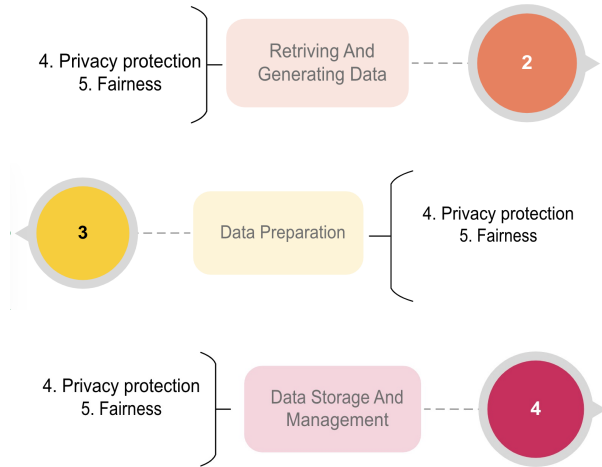 4. Privacy protection
5. Fairness
Retriving And
Generating Data
2
3
Data Preparation
4. Privacy protection
5. Fairness
4. Privacy protection
5. Fairness
Data Storage And
Management
4